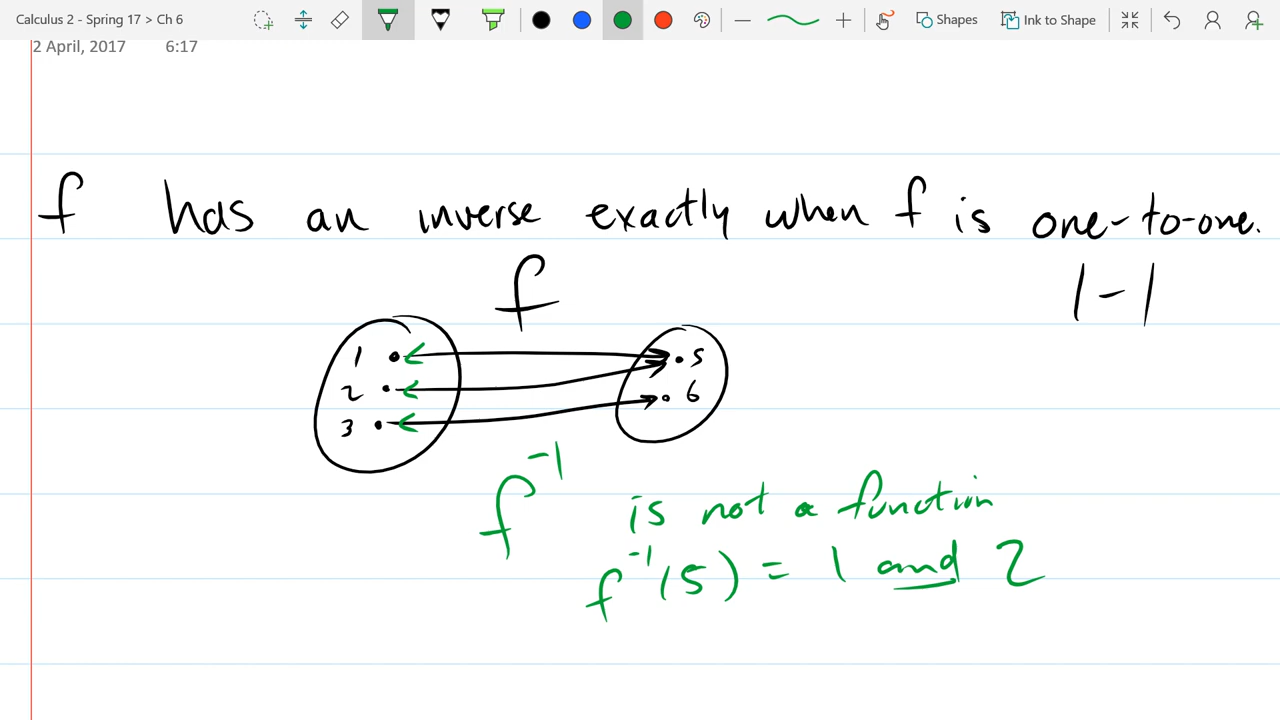 Calculus 2 - Spring 17 > Ch 6
Shapes
Ink to Shape
2 April, 2017 6:17
f has an inverse exactly when f is one-to-one.
f
1-1
1
5
2
6
3
f⁻¹ is not a function
f⁻¹(5) = 1 and 2